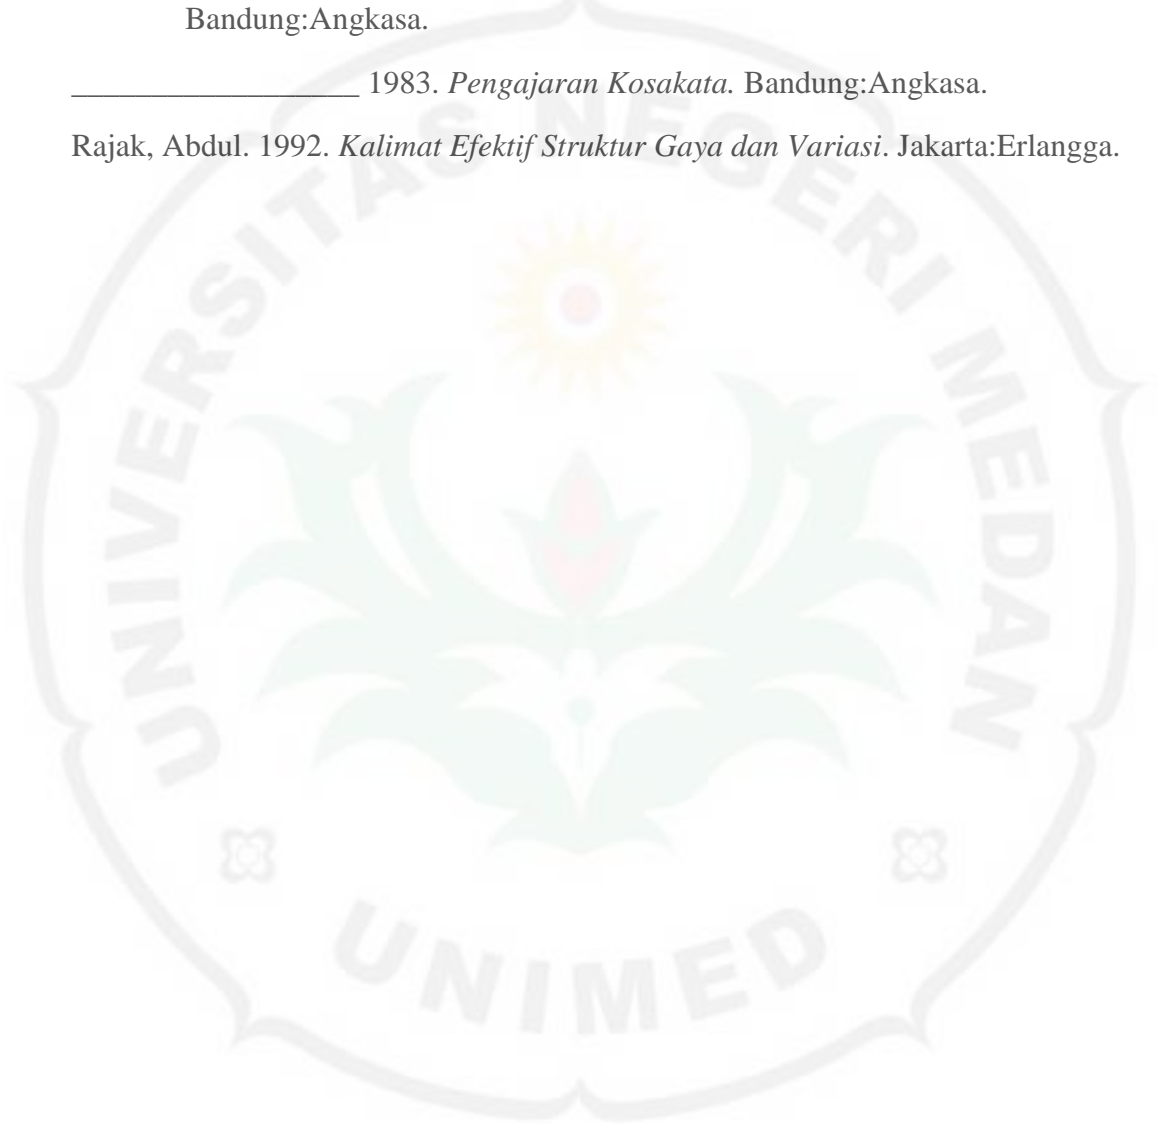 Bandung:Angkasa.
__________________ 1983. Pengajaran Kosakata. Bandung:Angkasa.
Rajak, Abdul. 1992. Kalimat Efektif Struktur Gaya dan Variasi. Jakarta:Erlangga.
UNIVERSITAS NEGERI MEDAN
UNIMED